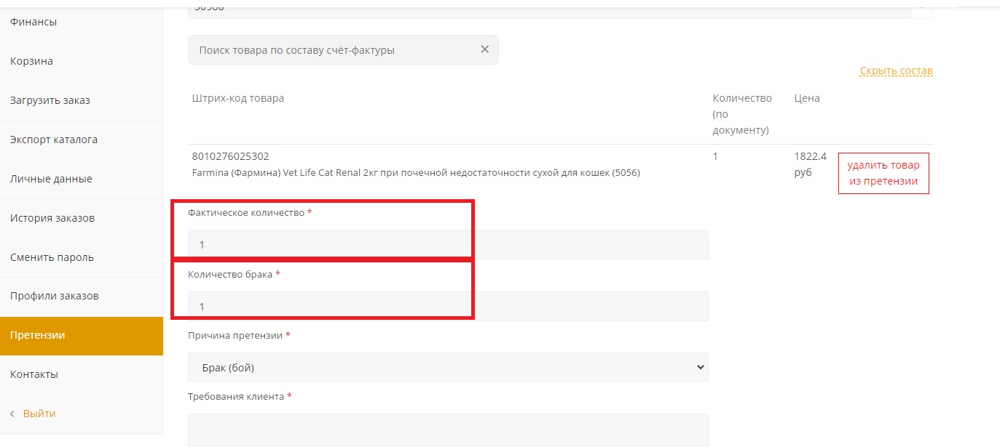 Финансы
Корзина
Загрузить заказ
Экспорт каталога
Личные данные
История заказов
Сменить пароль
Профили заказов
Претензии
Контакты
Выйти
Поиск товара по составу счёт-фактуры
Скрыть состав
Штрих-код товара
Количество
(по
документу)
Цена
8010276025302
Farmina (Фармина) Vet Life Cat Renal 2кг при почечной недостаточности сухой для кошек (5056)
1
1822.4
руб
удалить товар
из претензии
Фактическое количество *
1
Количество брака *
1
Причина претензии *
Брак (бой)
Требования клиента *